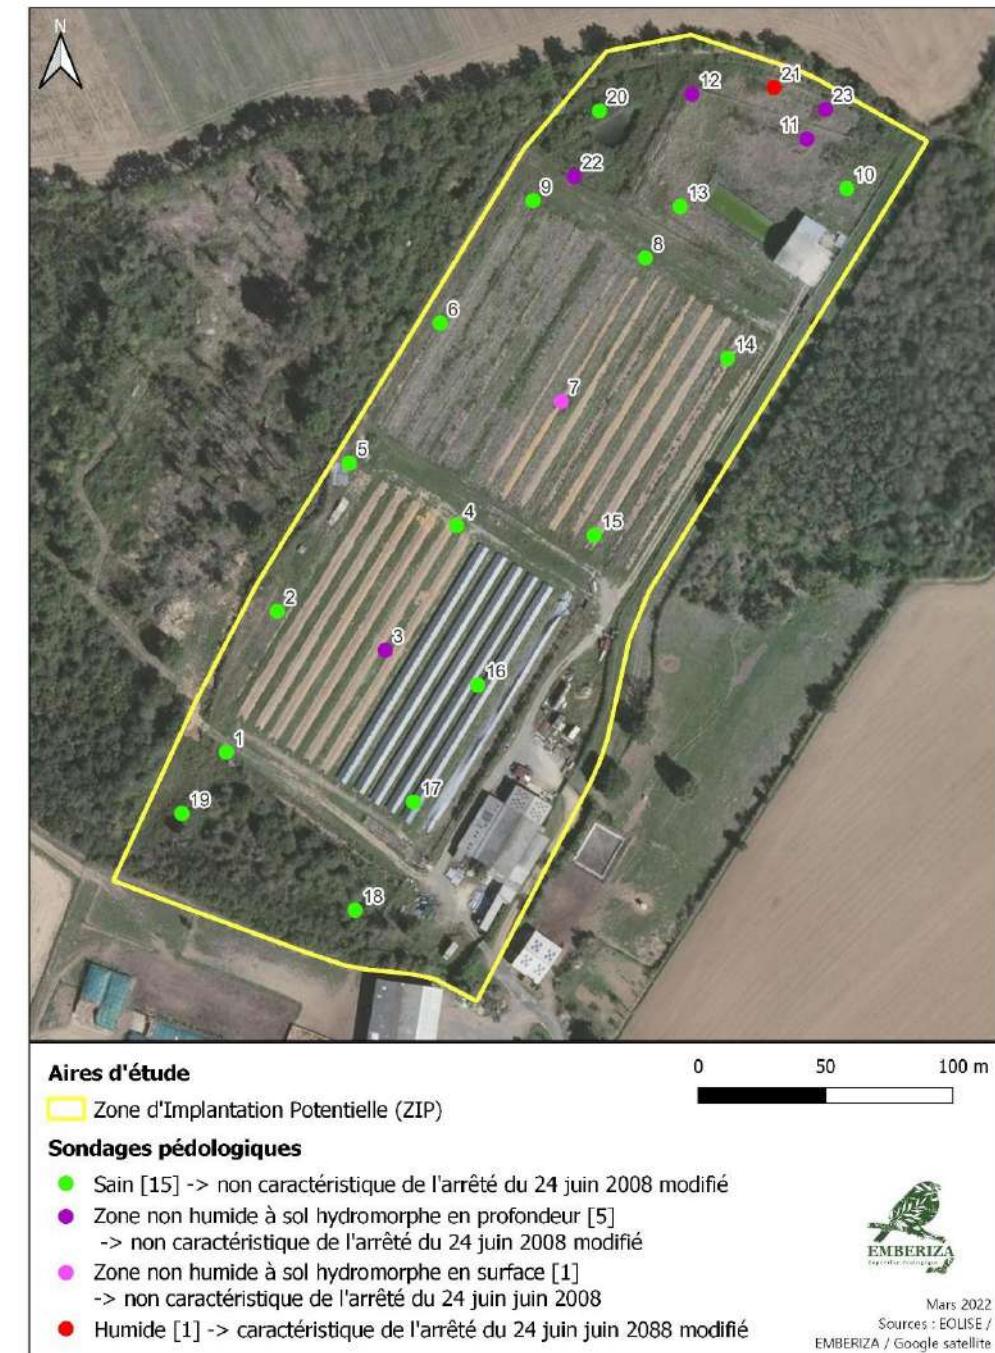 N
12
21
23
20
11
22
10
9
13
8
6
14
7
5
4
15
2
3
16
1
17
19
18
Aires d'étude
0 50 100 m
Zone d'Implantation Potentielle (ZIP)
Sondages pédologiques
Sain [15] -> non caractéristique de l'arrêté du 24 juin 2008 modifié
Zone non humide à sol hydromorphe en profondeur [5]
-> non caractéristique de l'arrêté du 24 juin 2008 modifié
Zone non humide à sol hydromorphe en surface [1]
-> non caractéristique de l'arrêté du 24 juin juin 2008
Humide [1] -> caractéristique de l'arrêté du 24 juin juin 2088 modifié
EMBERIZA
Mars 2022
Sources : EOLISE /
EMBERIZA / Google satellite